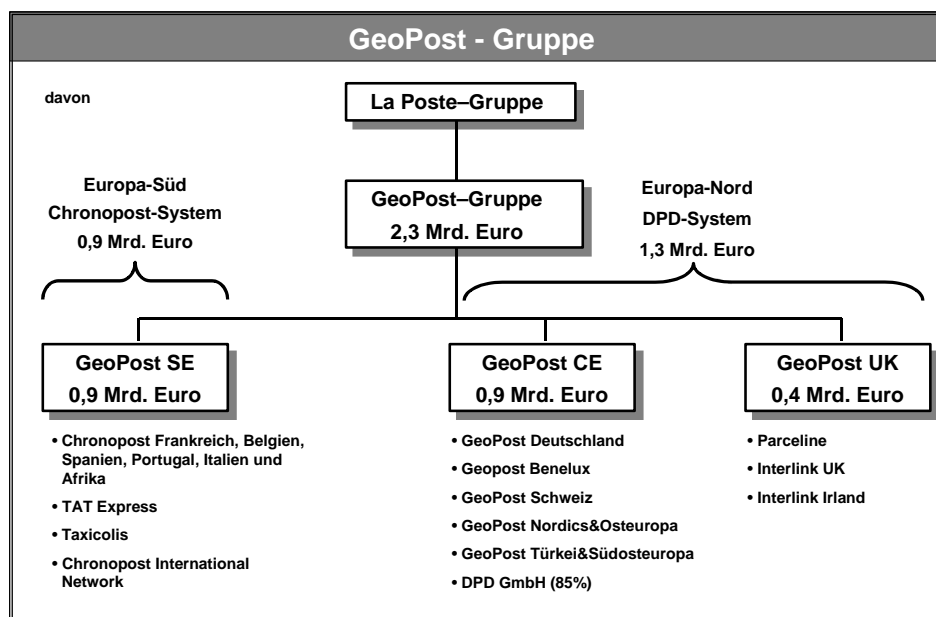 GeoPost - Gruppe
davon
La Poste–Gruppe
Europa-Süd
Chronopost-System
0,9 Mrd. Euro
GeoPost–Gruppe
2,3 Mrd. Euro
Europa-Nord
DPD-System
1,3 Mrd. Euro
GeoPost SE
0,9 Mrd. Euro
• Chronopost Frankreich, Belgien,
Spanien, Portugal, Italien und
Afrika
• TAT Express
• Taxicolis
• Chronopost International
Network
GeoPost CE
0,9 Mrd. Euro
• GeoPost Deutschland
• Geopost Benelux
• GeoPost Schweiz
• GeoPost Nordics&Osteuropa
• GeoPost Türkei&Südosteuropa
• DPD GmbH (85%)
GeoPost UK
0,4 Mrd. Euro
• Parceline
• Interlink UK
• Interlink Irland